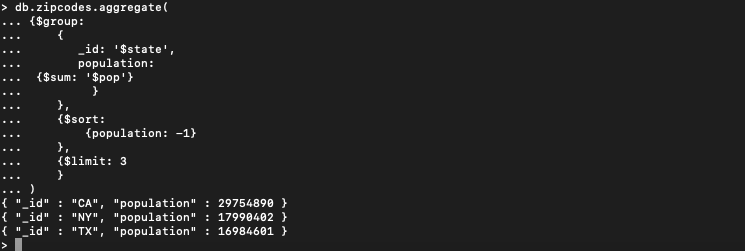 > db.zipcodes.aggregate(
... {$group:
...     {
...        _id: '$state',
...        population:
...  {$sum: '$pop'}
...          }
...     },
...     {$sort:
...         {population: -1}
...     },
...     {$limit: 3
...     }
... )
{ "_id" : "CA", "population" : 29754890 }
{ "_id" : "NY", "population" : 17990402 }
{ "_id" : "TX", "population" : 16984601 }
>